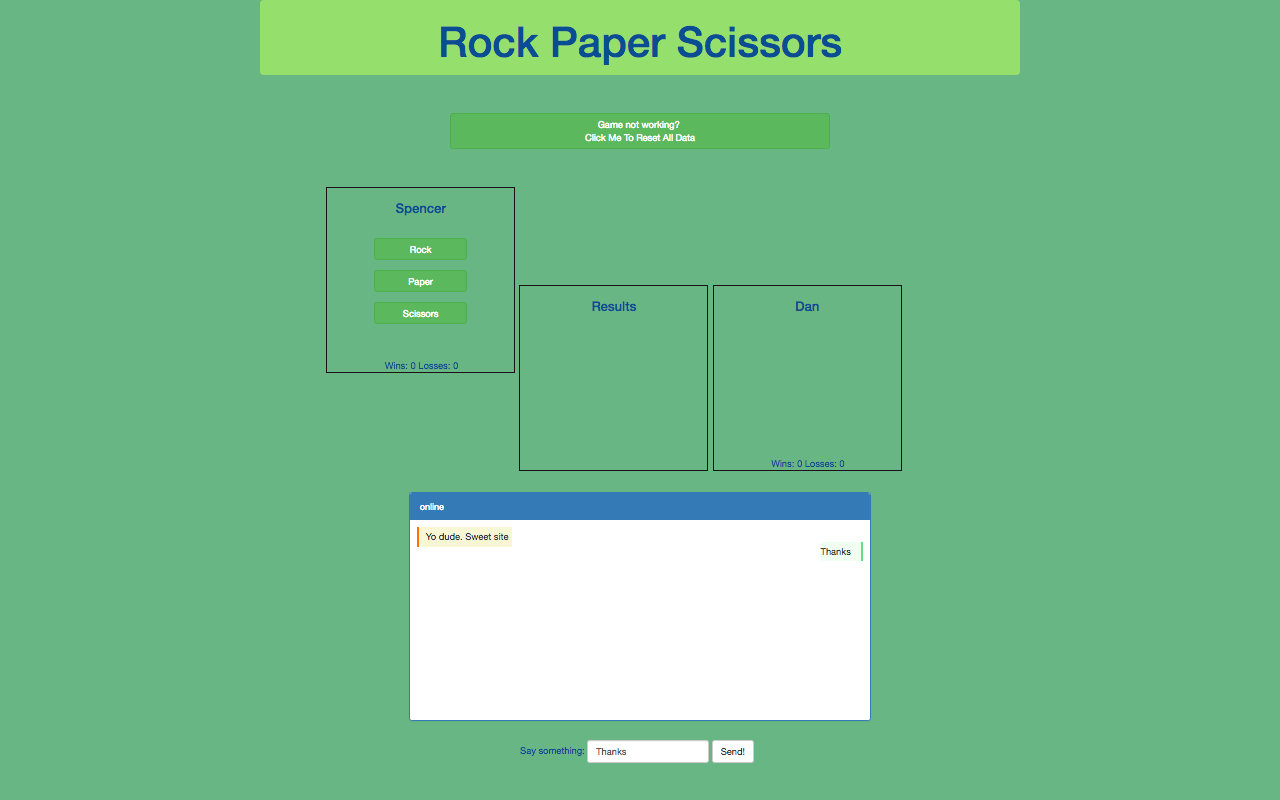 Rock Paper Scissors
Game not working?
Click Me To Reset All Data
Spencer
Rock
Paper
Scissors
Wins: 0 Losses: 0
Results
Dan
Wins: 0 Losses: 0
online
Yo dude. Sweet site
Thanks
Say something: Thanks Send!